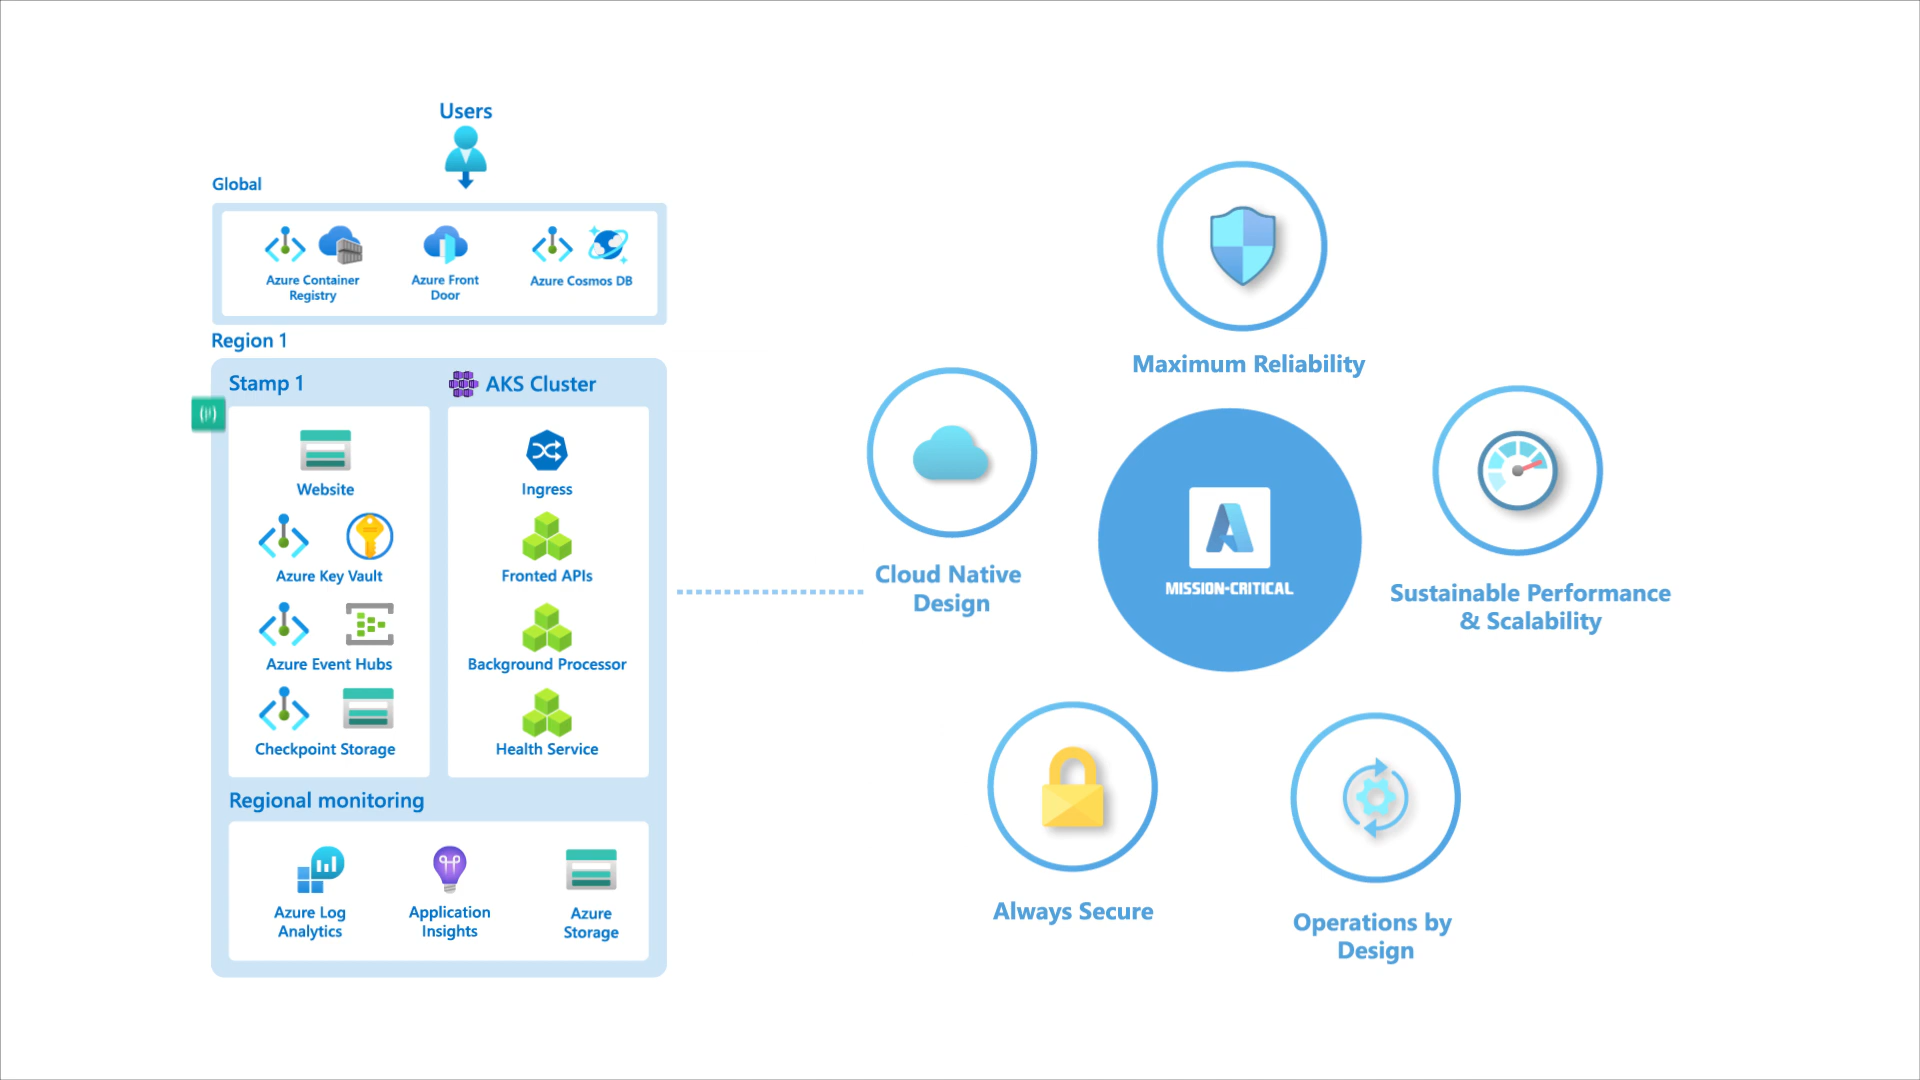 Users
Global
Azure Container
Registry
Azure Front
Door
Azure Cosmos DB
Region 1
Stamp 1
AKS Cluster
Website
Ingress
Azure Key Vault
Fronted APIs
Azure Event Hubs
Background Processor
Checkpoint Storage
Health Service
Regional monitoring
Azure Log
Analytics
Application
Insights
Azure
Storage
Maximum Reliability
Cloud Native
Design
MISSION-CRITICAL
Sustainable Performance
& Scalability
Always Secure
Operations by
Design